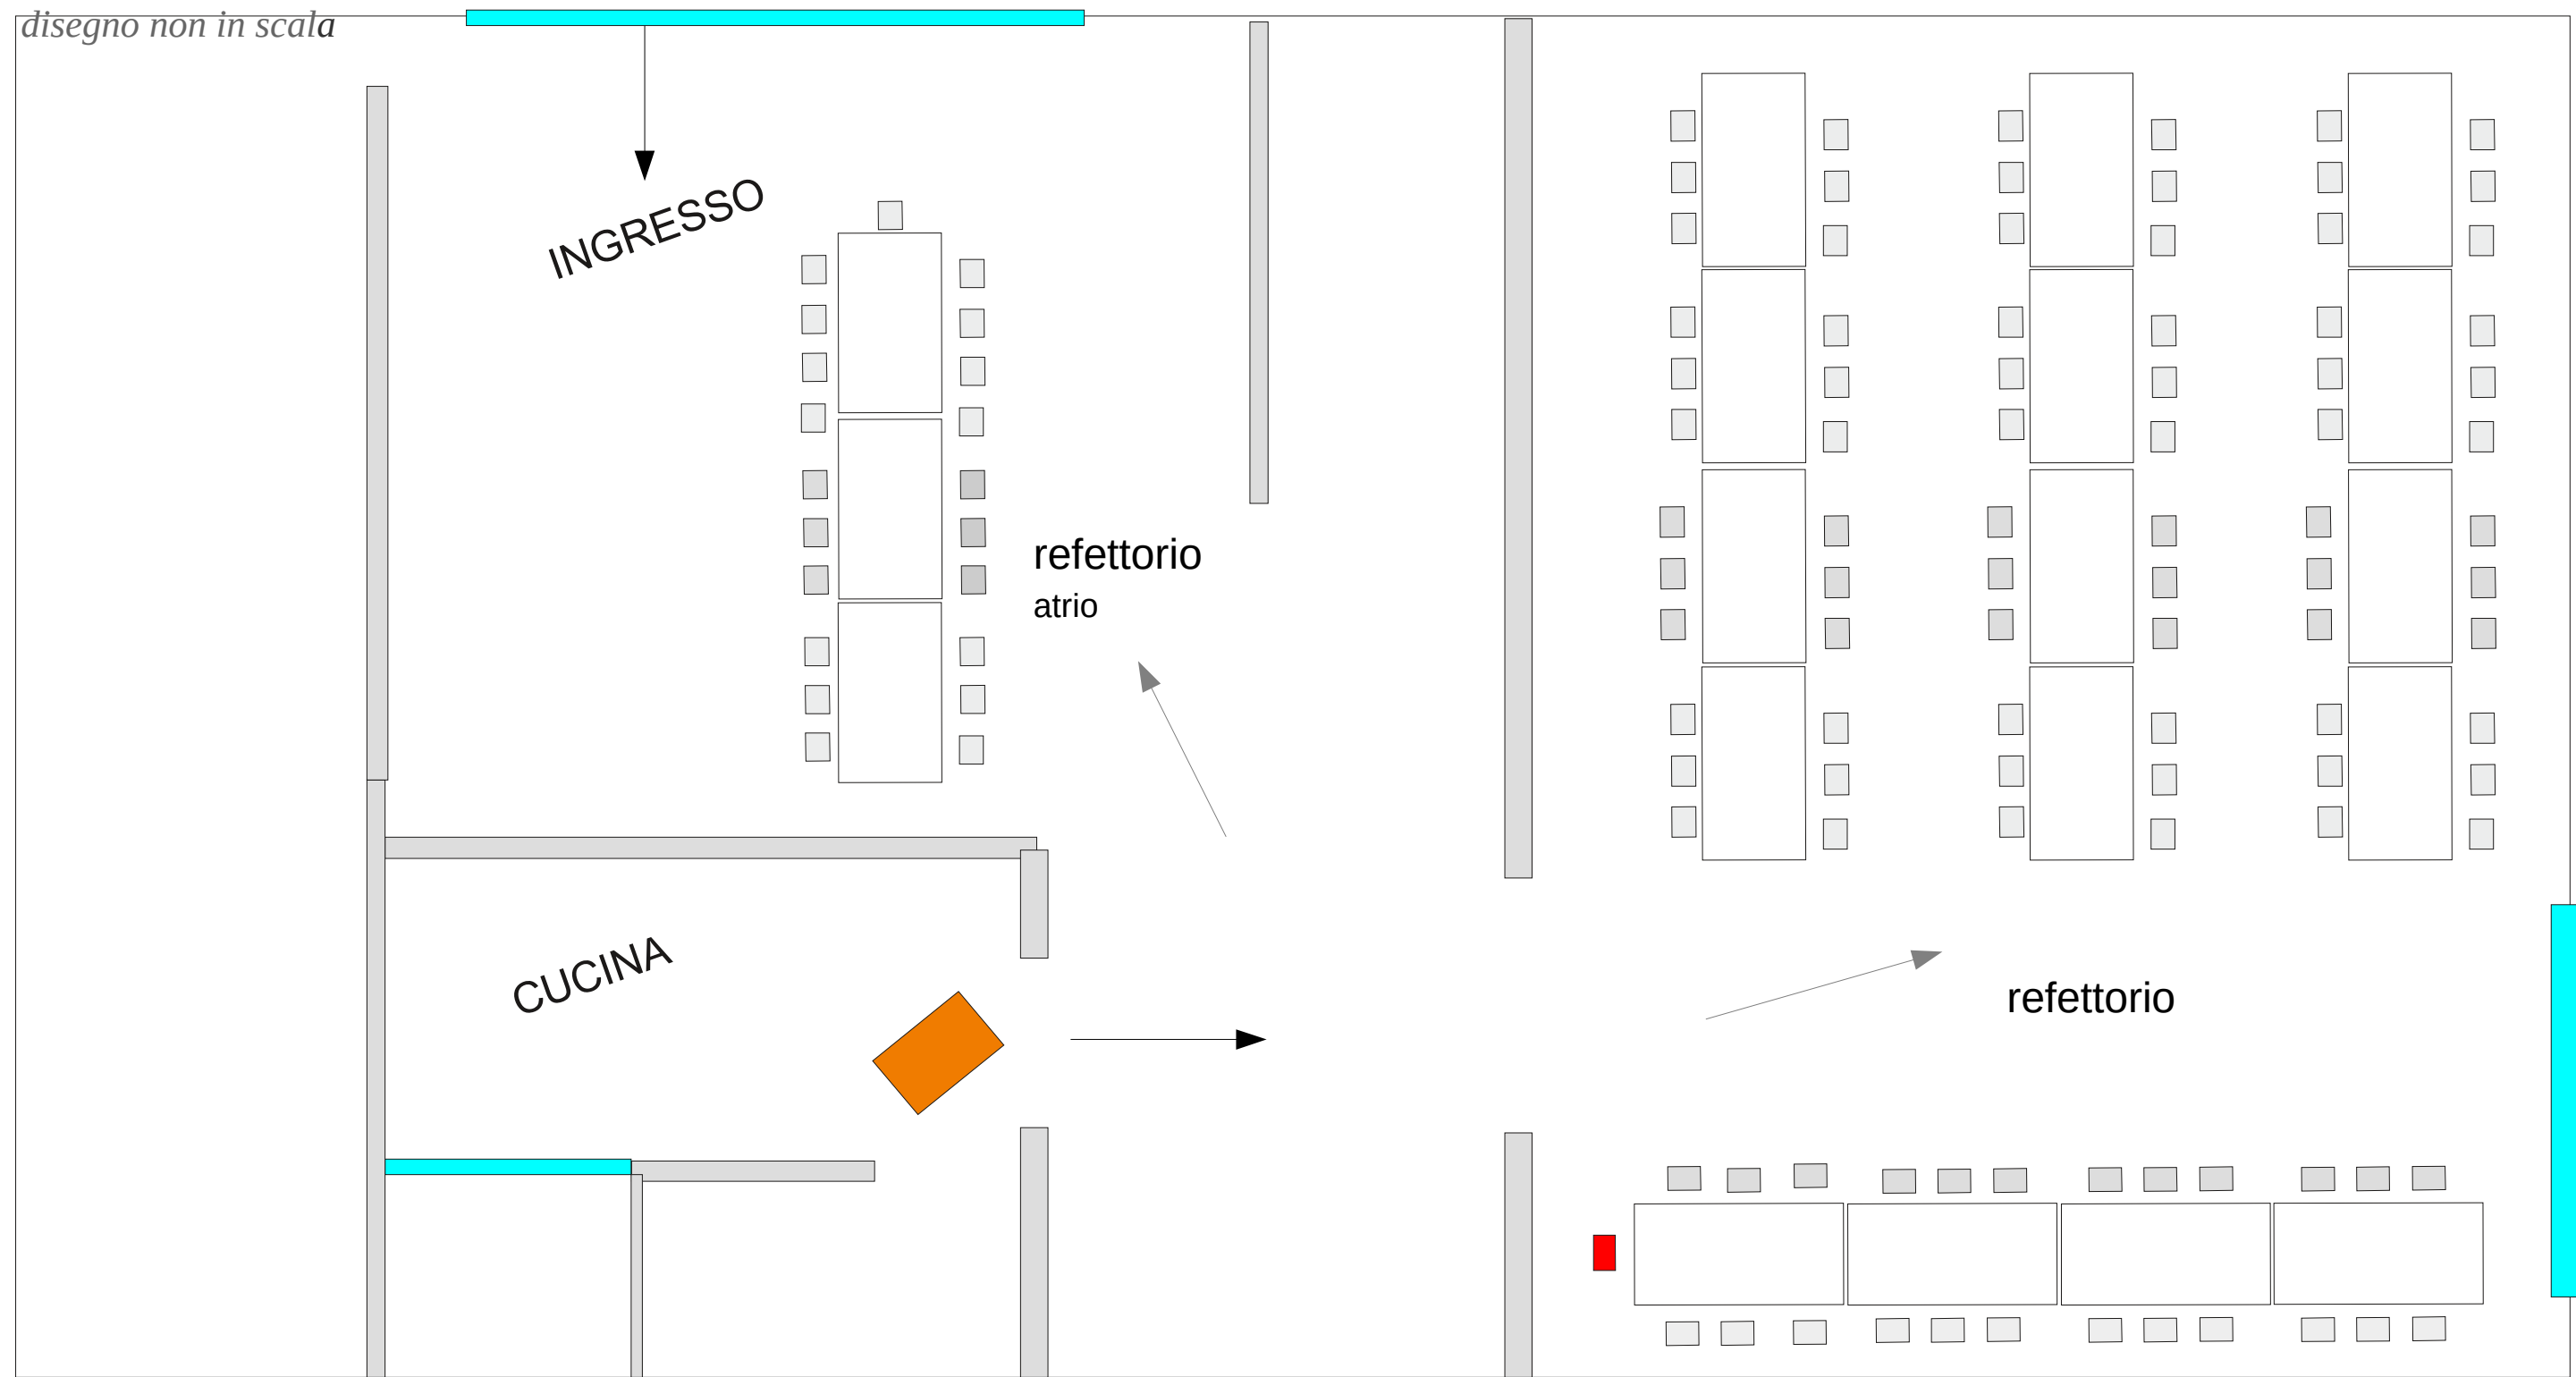 disegno non in scala
INGRESSO
refettorio
atrio
CUCINA
refettorio